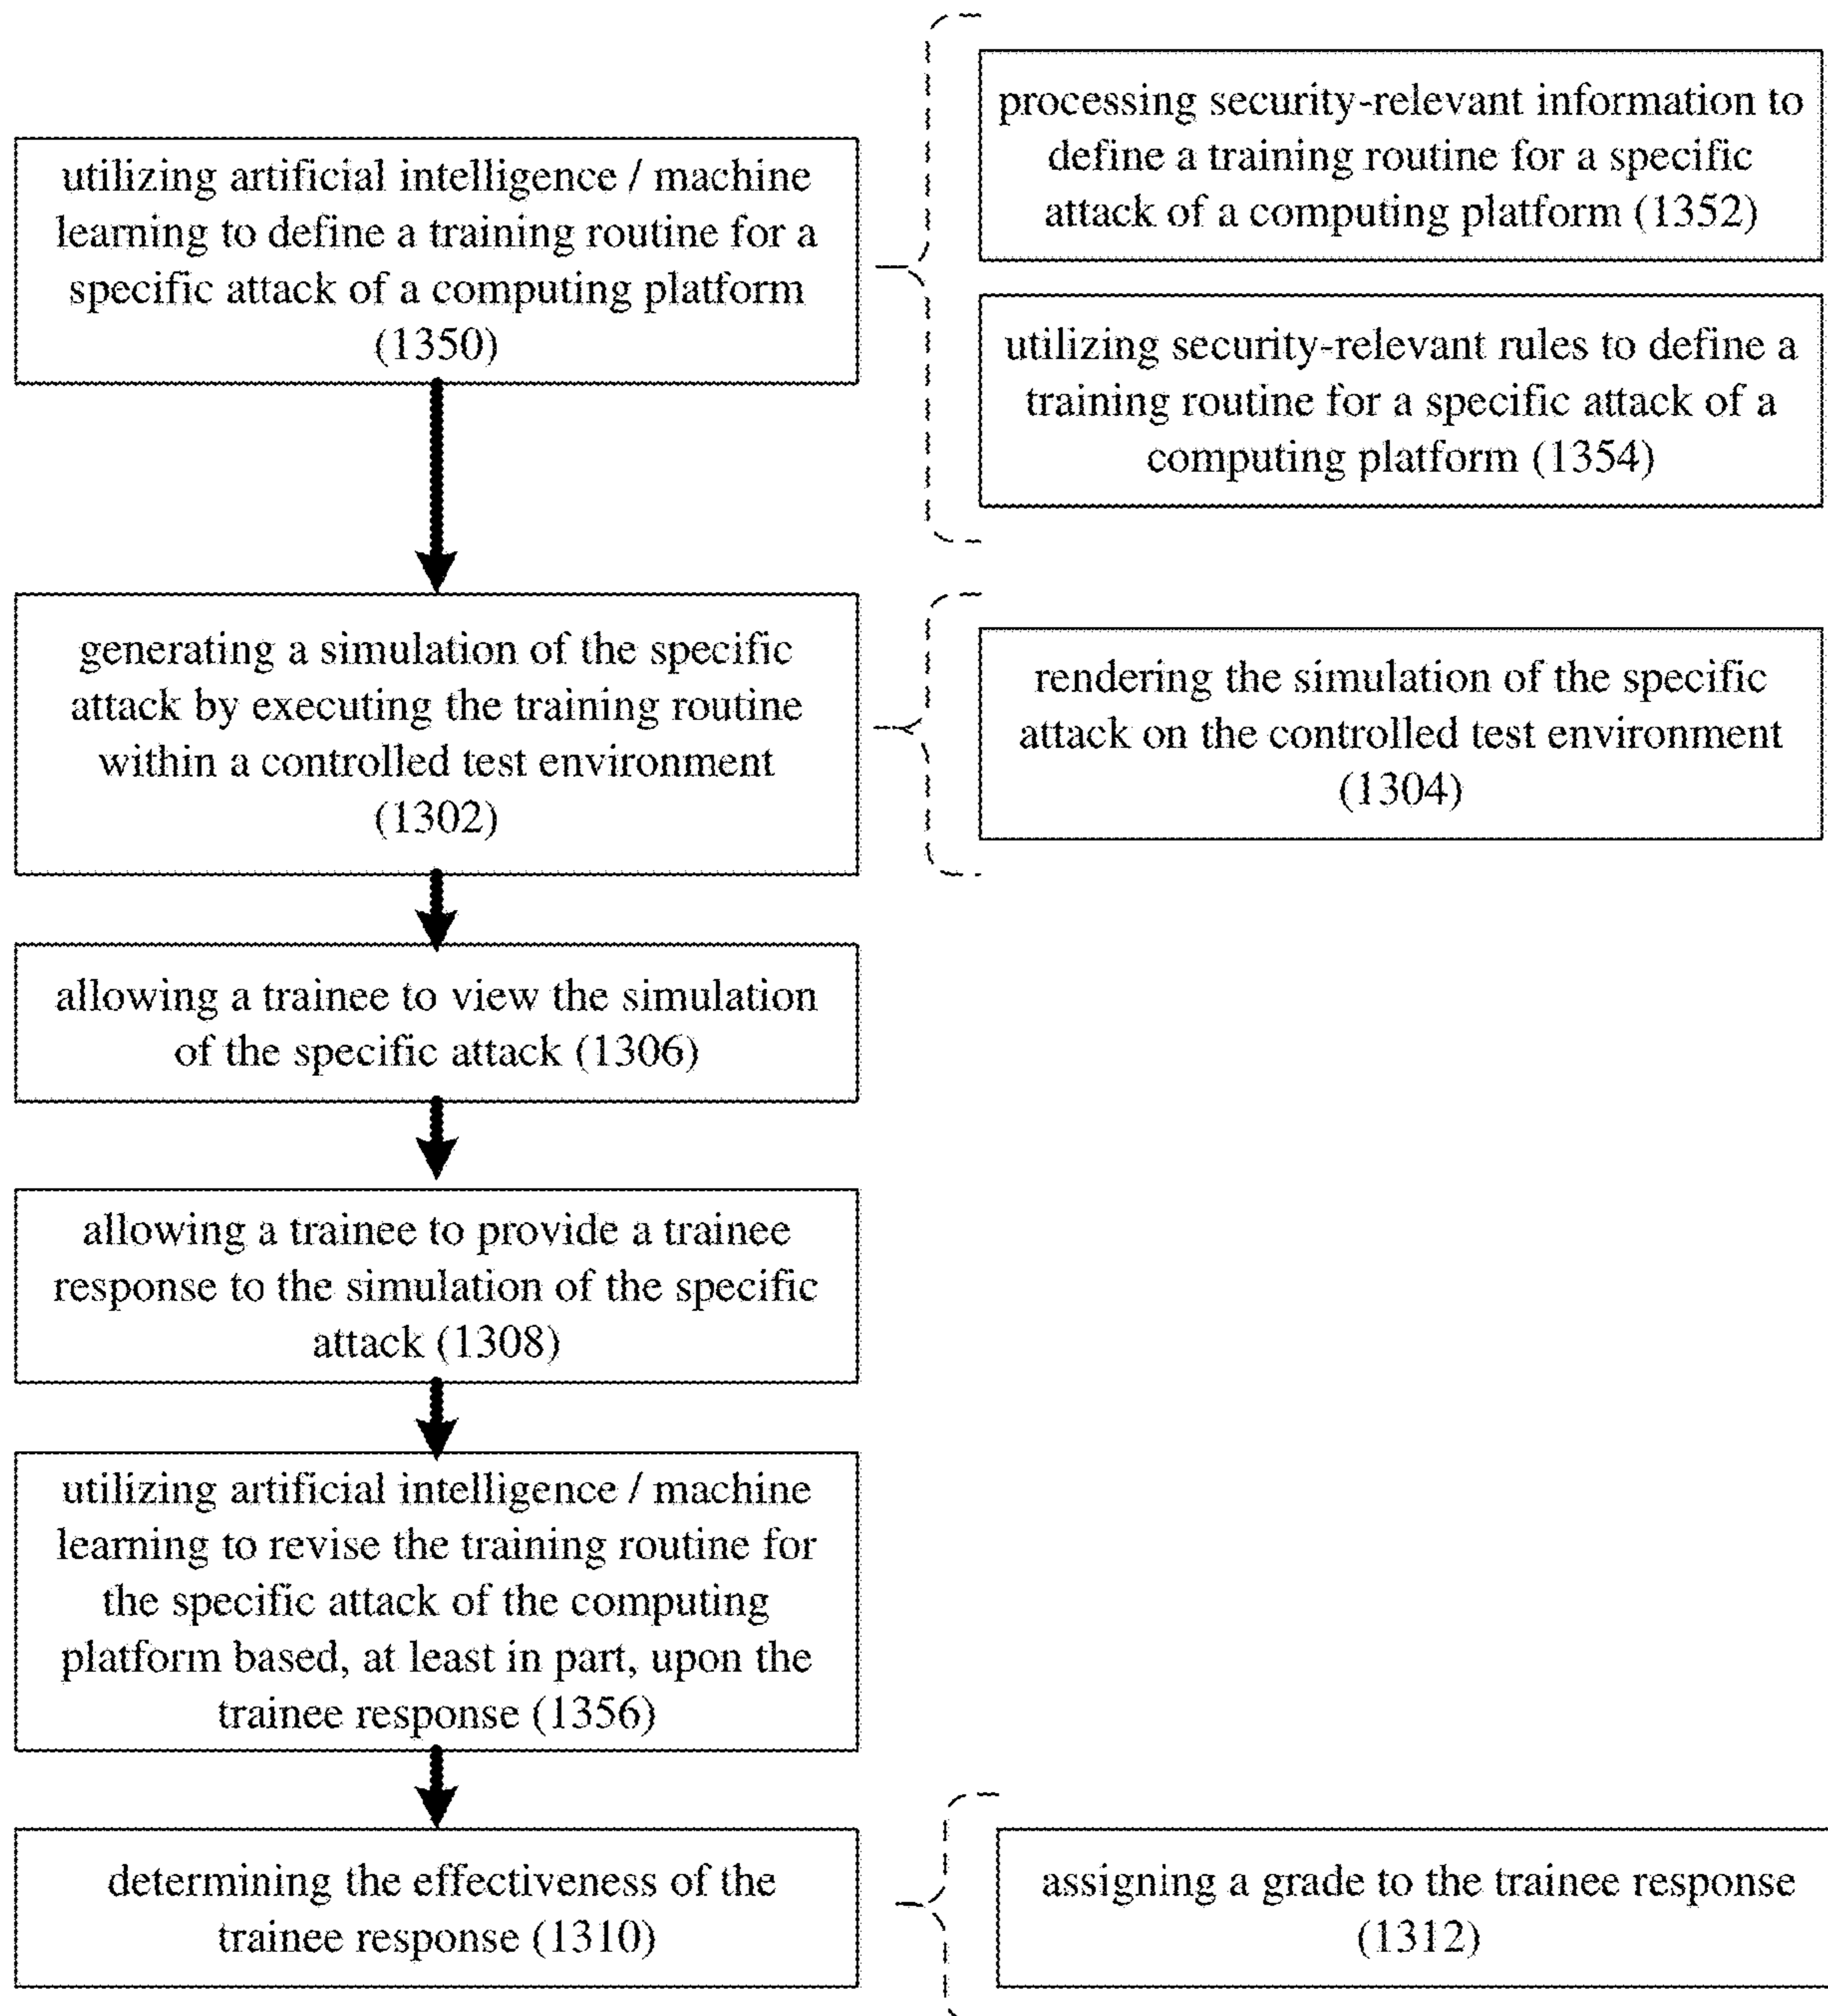 utilizing artificial intelligence / machine
learning to define a training routine for a
specific attack of a computing platform
(1350)
processing security-relevant information to
define a training routine for a specific
attack of a computing platform (1352)
utilizing security-relevant rules to define a
training routine for a specific attack of a
computing platform (1354)
generating a simulation of the specific
attack by executing the training routine
within a controlled test environment
(1302)
rendering the simulation of the specific
attack on the controlled test environment
(1304)
allowing a trainee to view the simulation
of the specific attack (1306)
allowing a trainee to provide a trainee
response to the simulation of the specific
attack (1308)
utilizing artificial intelligence / machine
learning to revise the training routine for
the specific attack of the computing
platform based, at least in part, upon the
trainee response (1356)
determining the effectiveness of the
trainee response (1310)
assigning a grade to the trainee response
(1312)